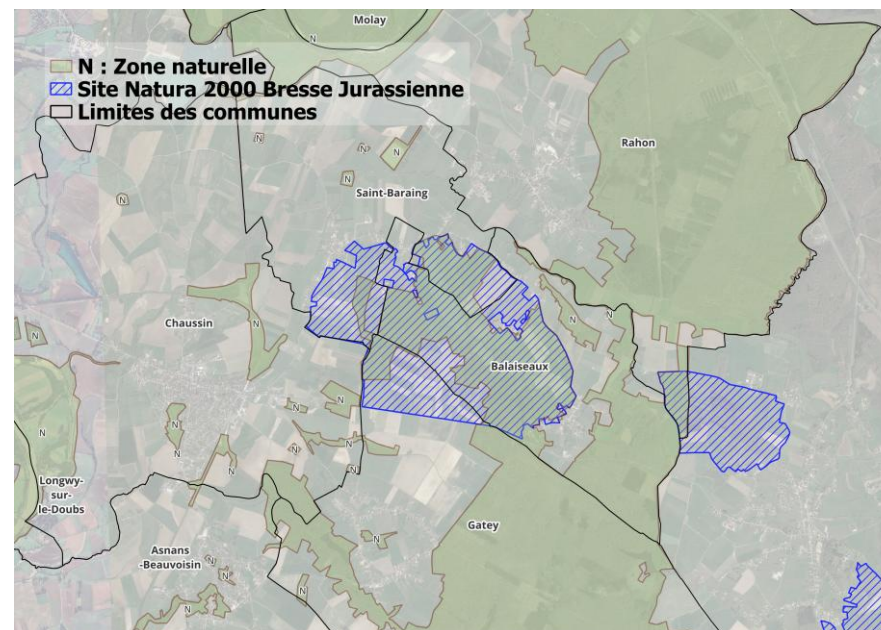 Molay
N
N : Zone naturelle
Site Natura 2000 Bresse Jurassienne
Limites des communes
N
N
N
Rahon
N
Saint-Baraing
N
N
Chaussin
N
N
N
Balaiseaux
N
N
N
N
N
N
N
Longwy-
sur-
le-Doubs
N
Gatey
N
Asnans
-Beauvoisin
N
N
N
N